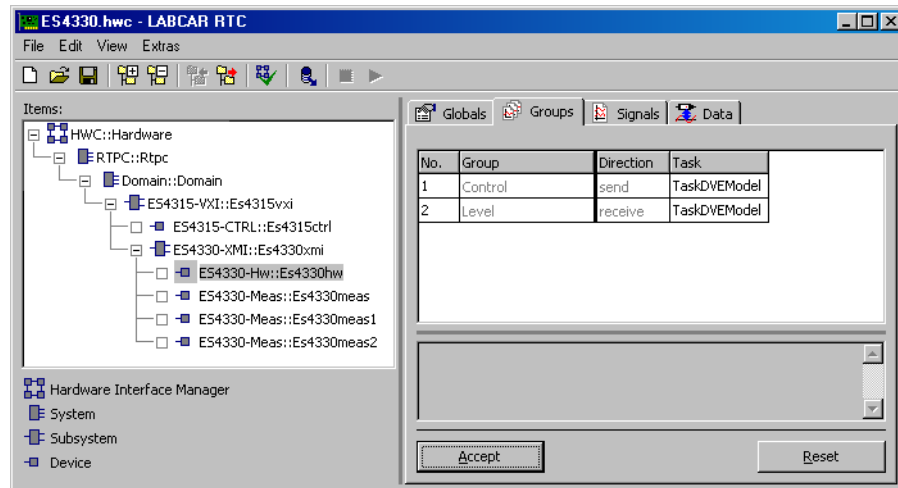 ES4330.hwc - LABCAR RTC
File Edit View Extras
Items:
HWC::Hardware
RTPC::Rtpc
Domain::Domain
ES4315-VXI::Es4315vxi
ES4315-CTRL::Es4315ctrl
ES4330-XMI::Es4330xmi
ES4330-Hw::Es4330hw
ES4330-Meas::Es4330meas
ES4330-Meas::Es4330meas1
ES4330-Meas::Es4330meas2
Hardware Interface Manager
System
Subsystem
Device
Globals Groups Signals Data
No. Group Direction Task
1 Control send TaskDVEModel
2 Level receive TaskDVEModel
Accept Reset